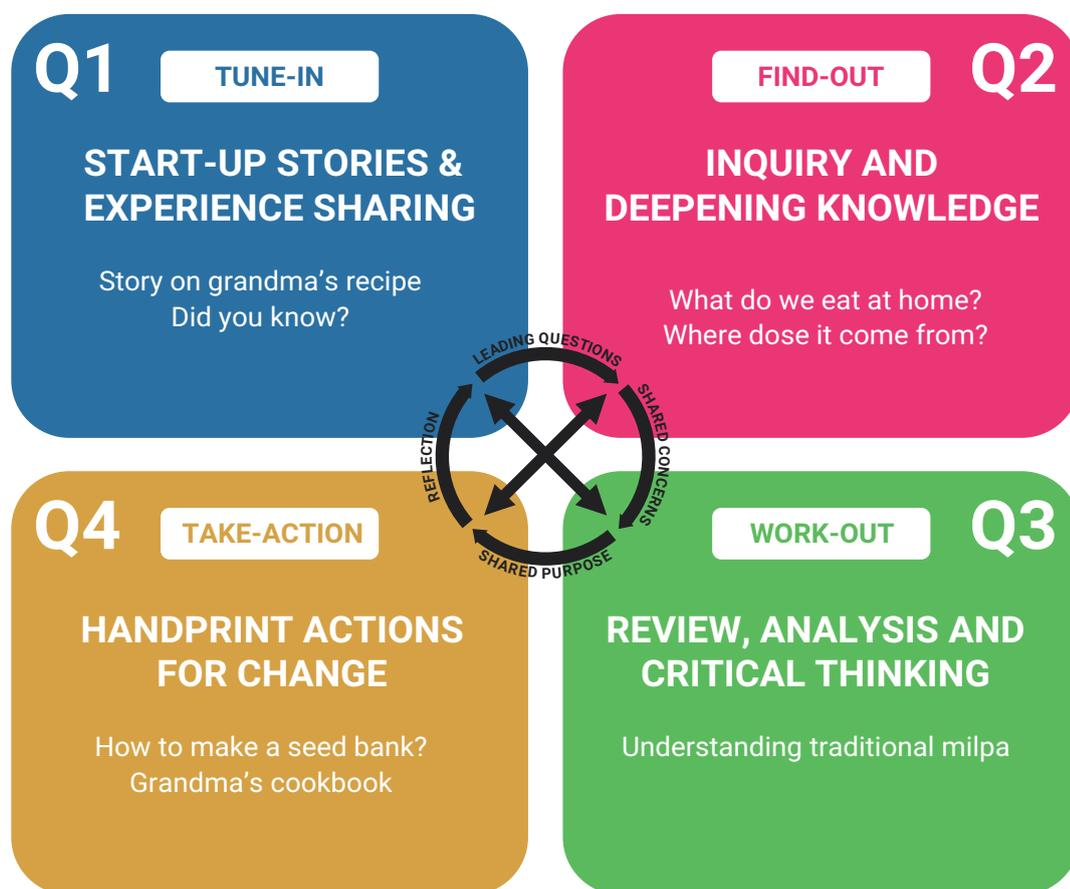 Q1
TUNE-IN
START-UP STORIES &
EXPERIENCE SHARING
Story on grandma’s recipe
Did you know?
FIND-OUT
Q2
INQUIRY AND
DEEPENING KNOWLEDGE
What do we eat at home?
Where dose it come from?
LEADING QUESTIONS
SHARED CONCERNS
SHARED PURPOSE
REFLECTION
Q4
TAKE-ACTION
HANDPRINT ACTIONS
FOR CHANGE
How to make a seed bank?
Grandma’s cookbook
WORK-OUT
Q3
REVIEW, ANALYSIS AND
CRITICAL THINKING
Understanding traditional milpa